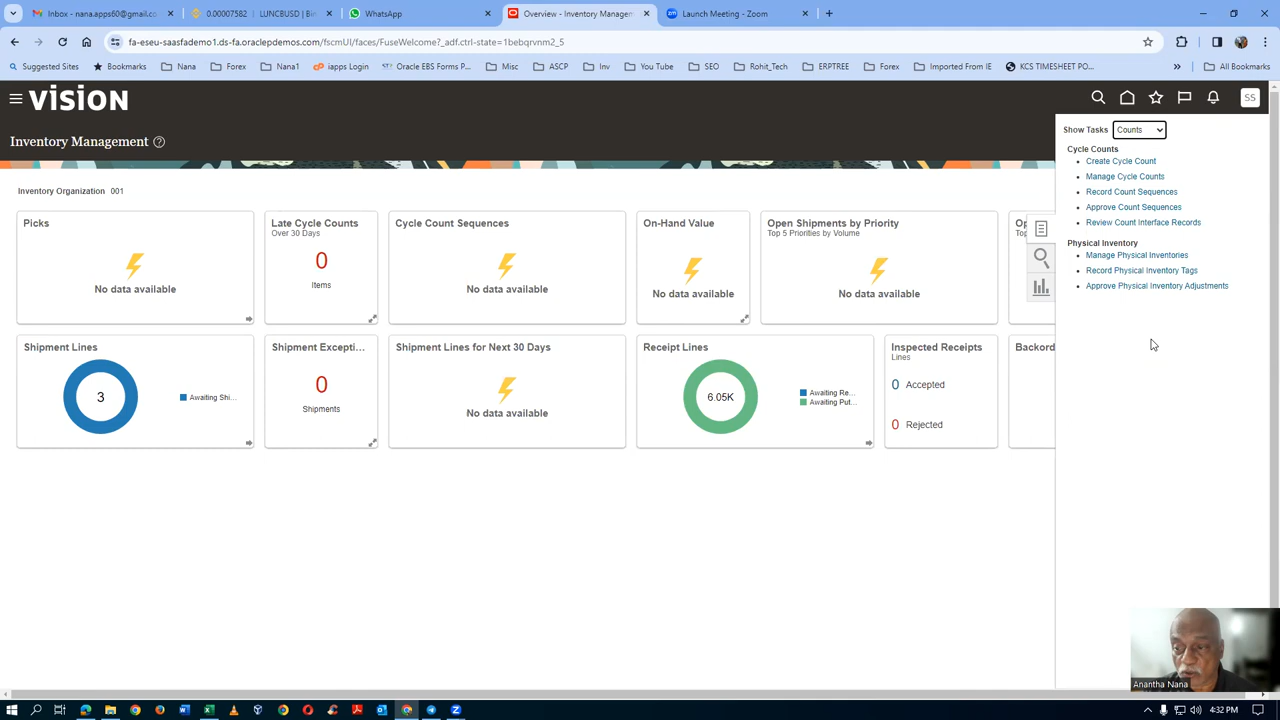 nana.apps60@gmail.co
0.00007582 | LUNCBUSD | Bin
WhatsApp
Overview - Inventory Managem
Launch Meeting - Zoom
fa-eseu-saasfademo1.ds-fa.oraclepdemos.com/fscmUI/faces/FuseWelcome?_adf.ctrl-state=1bebqrvnm2_5
Suggested Sites
Bookmarks
Nana
Forex
Nana1
iapps Login
Oracle EBS Forms P...
Misc
ASCP
Inv
You Tube
SEO
Rohit_Tech
ERPTREE
Forex
Imported From IE
KCS TIMESHEET PO...
All Bookmarks
VISION
SS
Inventory Management
Show Tasks Counts
Cycle Counts
Create Cycle Count
Manage Cycle Counts
Record Count Sequences
Approve Count Sequences
Review Count Interface Records
Physical Inventory
Manage Physical Inventories
Record Physical Inventory Tags
Approve Physical Inventory Adjustments
Inventory Organization 001
Picks
No data available
Late Cycle Counts
Over 30 Days
0
Items
Cycle Count Sequences
No data available
On-Hand Value
No data available
Open Shipments by Priority
Top 5 Priorities by Volume
No data available
Op
Top
Shipment Lines
3
Awaiting Shi...
Shipment Excepti...
0
Shipments
Shipment Lines for Next 30 Days
No data available
Receipt Lines
6.05K
Awaiting Re...
Awaiting Put...
Inspected Receipts
Lines
0 Accepted
0 Rejected
Backord
Anantha Nana
4:32 PM